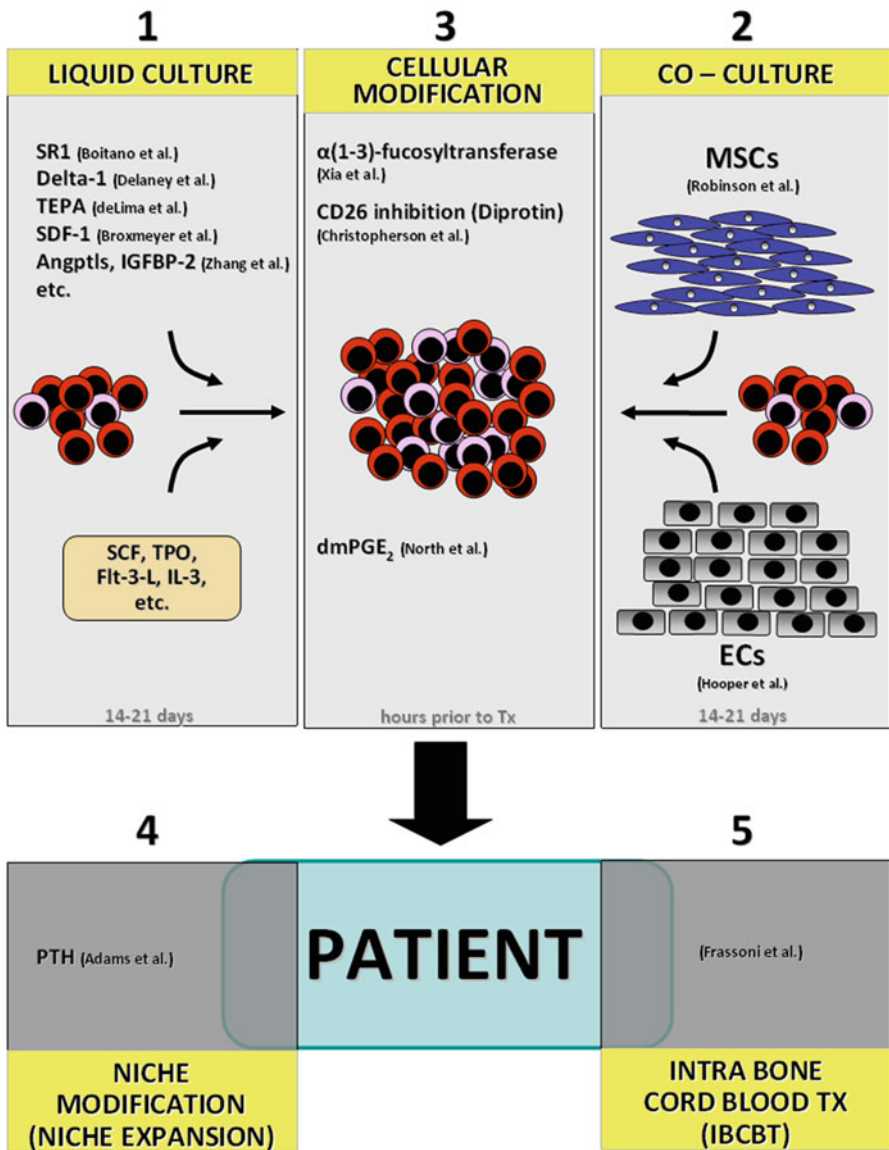 1
LIQUID CULTURE
SR1 (Boitano et al.)
Delta-1 (Delaney et al.)
TEPA (deLima et al.)
SDF-1 (Broxmeyer et al.)
Angptls, IGFBP-2 (Zhang et al.)
etc.
SCF, TPO,
Flt-3-L, IL-3,
etc.
14-21 days
3
CELLULAR
MODIFICATION
α(1-3)-fucosyltransferase
(Xia et al.)
CD26 inhibition (Diprotin)
(Christopherson et al.)
dmPGE₂ (North et al.)
hours prior to Tx
2
CO – CULTURE
MSCs
(Robinson et al.)
ECs
(Hooper et al.)
14-21 days
4
PTH (Adams et al.)
NICHE
MODIFICATION
(NICHE EXPANSION)
PATIENT
5
(Frassoni et al.)
INTRA BONE
CORD BLOOD TX
(IBCBT)